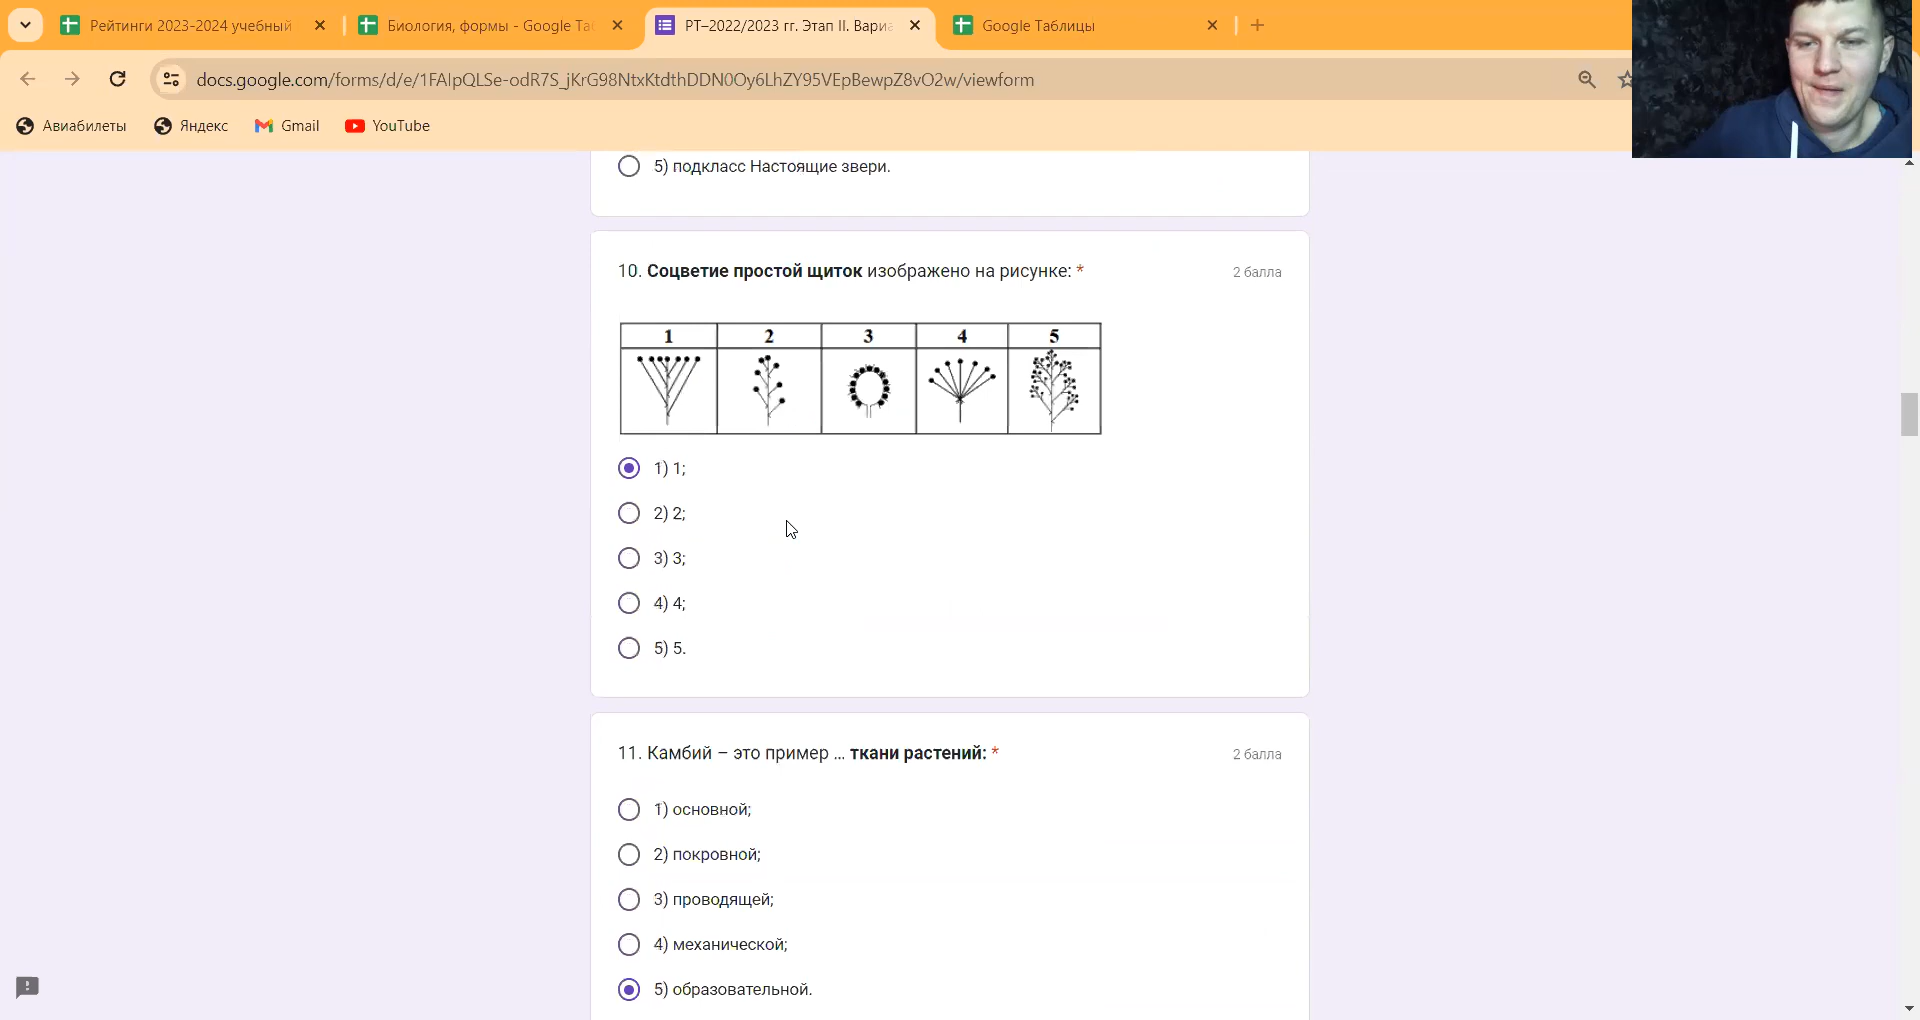 Рейтинги 2023-2024 учебный
Биология, формы - Google Та
РТ–2022/2023 гг. Этап II. Вариа
Google Таблицы
docs.google.com/forms/d/e/1FAIpQLSe-odR7S_jKrG98NtxKtdthDDN0Oy6LhZY95VEpBewpZ8vO2w/viewform
Авиабилеты
Яндекс
Gmail
YouTube
5) подкласс Настоящие звери.
10. Соцветие простой щиток изображено на рисунке: *
2 балла
1 2 3 4 5
1) 1;
2) 2;
3) 3;
4) 4;
5) 5.
11. Камбий – это пример ... ткани растений: *
2 балла
1) основной;
2) покровной;
3) проводящей;
4) механической;
5) образовательной.